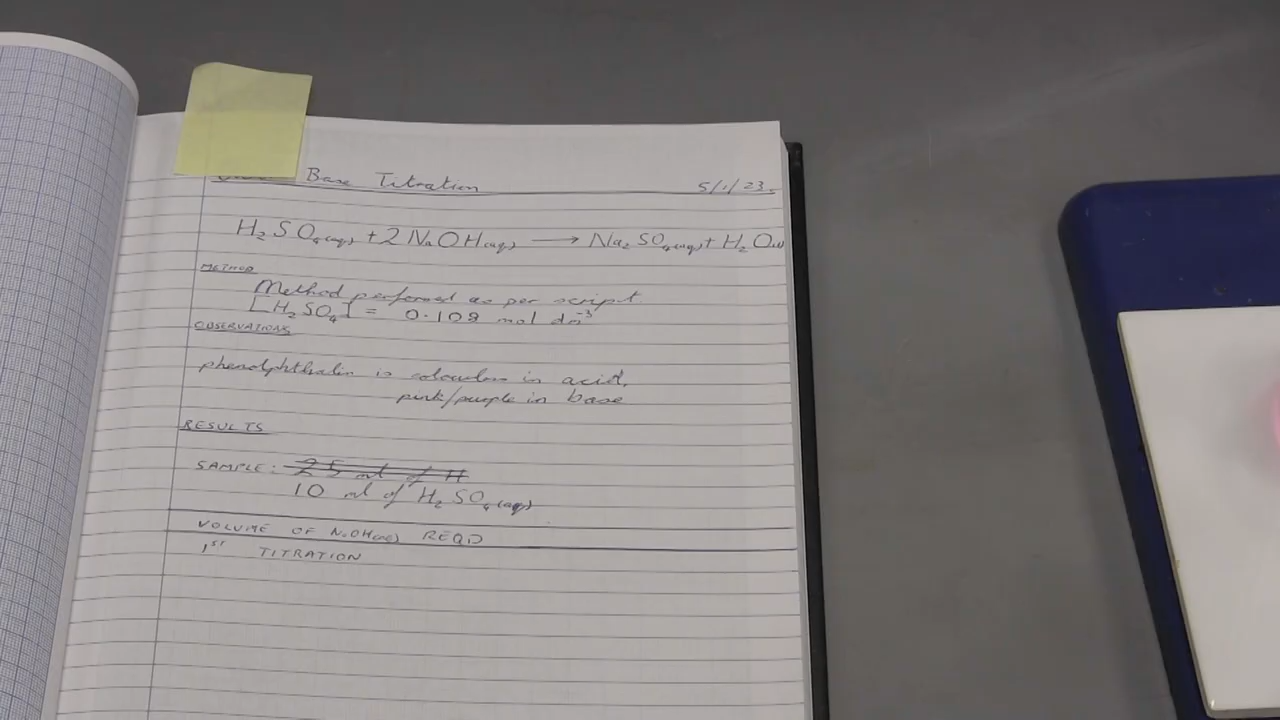 Base Titration 5/1/23.
H₂SO₄(aq) + 2NaOH(aq) → Na₂SO₄(aq) + H₂O(l)
METHOD
Method performed as per script.
[H₂SO₄] = 0.108 mol dm⁻³
OBSERVATIONS
phenolphthalin is colourless in acid,
pink/purple in base
RESULTS
SAMPLE: 25 ml of H
10 ml of H₂SO₄(aq)
VOLUME OF NaOH(aq) REQD
1ST TITRATION